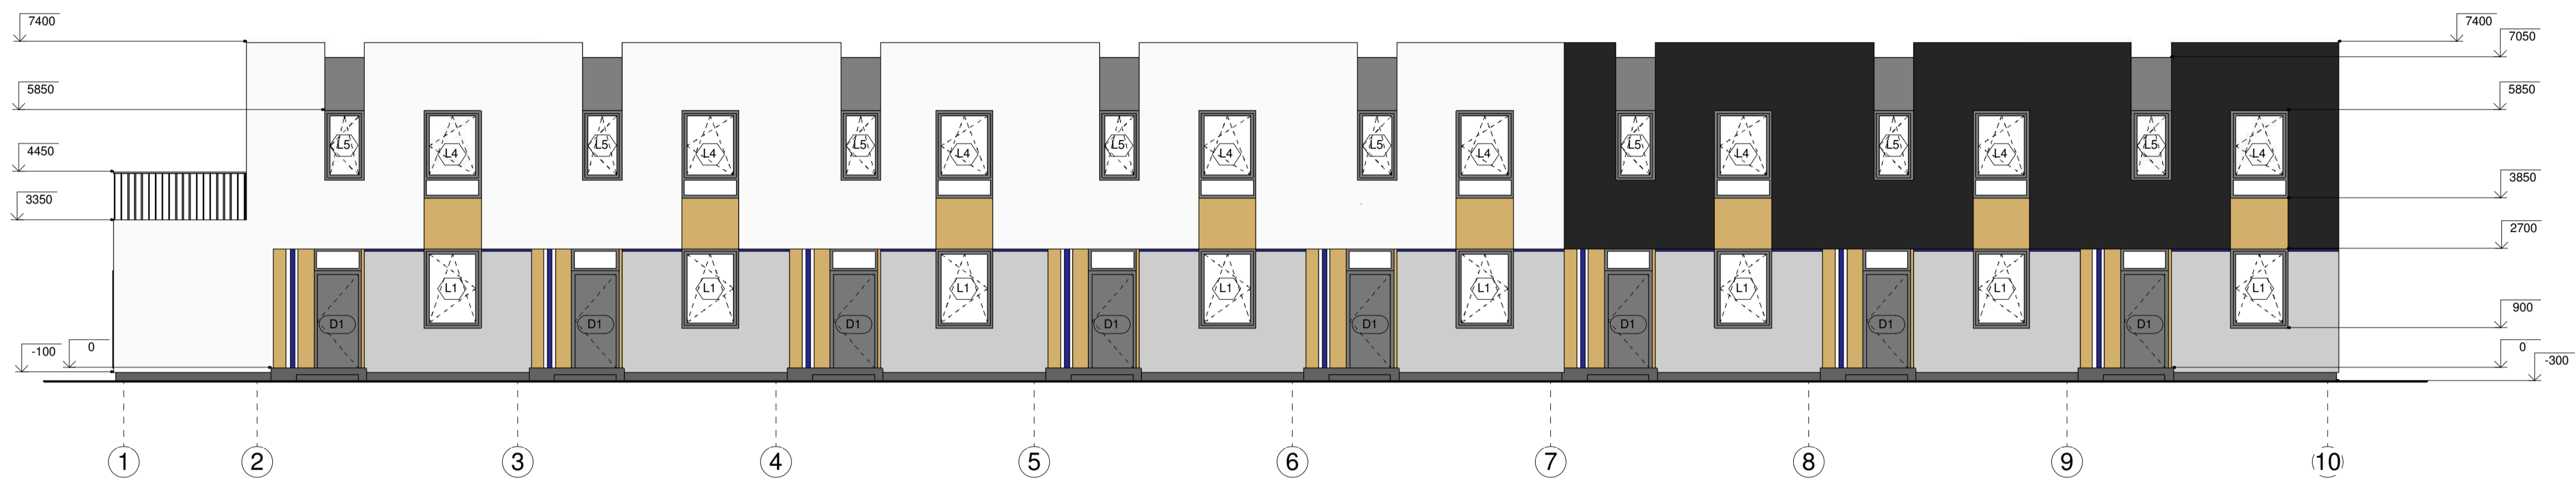 7400 7400
7050
5850 5850
L5 L5 L5 L5 L5 L5 L5 L5
L4 L4 L4 L4 L4 L4 L4 L4
4450
3850
3350
2700
L1 L1 L1 L1 L1 L1 L1 L1
900
D1 D1 D1 D1 D1 D1 D1 D1
0 0
-100 -300
1 2 3 4 5 6 7 8 9 10